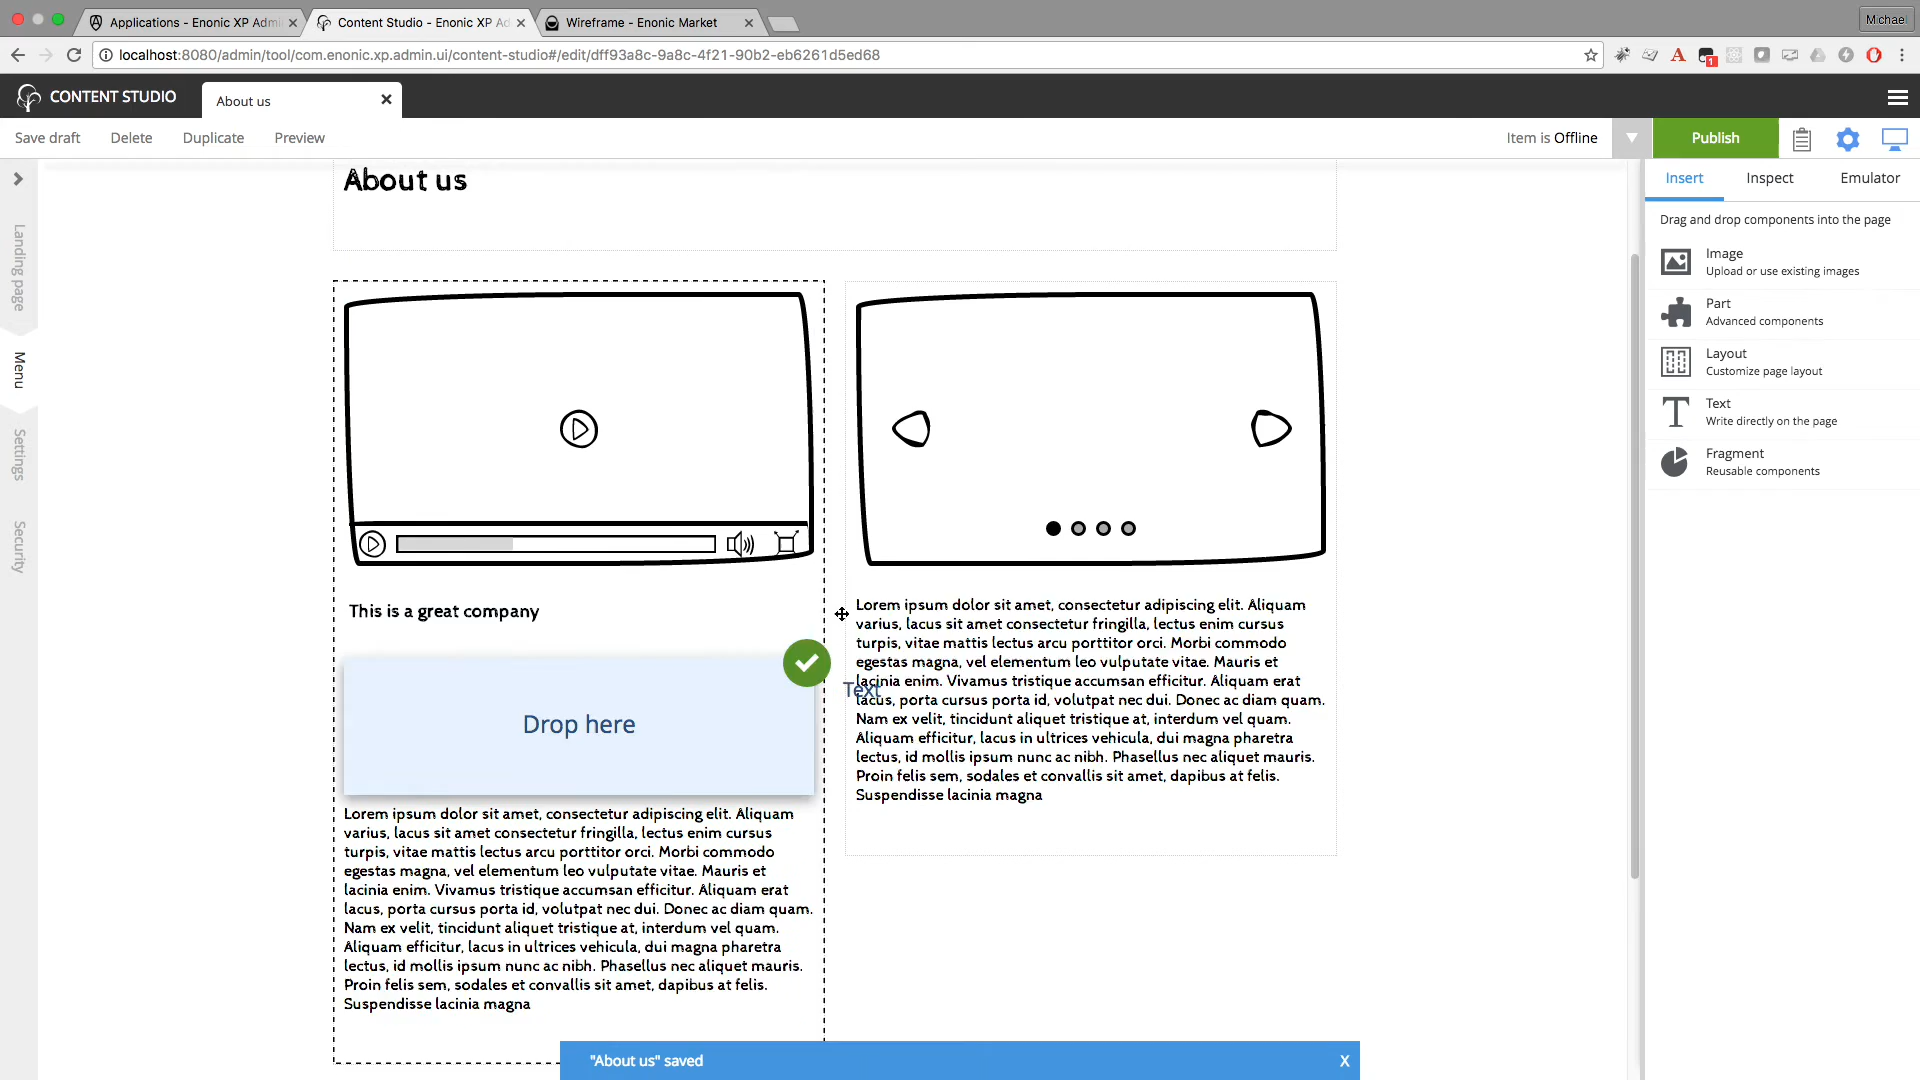 Applications - Enonic XP Admi
Content Studio - Enonic XP Ad
Wireframe - Enonic Market
Michael
localhost:8080/admin/tool/com.enonic.xp.admin.ui/content-studio#/edit/dff93a8c-9a8c-4f21-90b2-eb6261d5ed68
A
1
CONTENT STUDIO
About us
Save draft
Delete
Duplicate
Preview
Item is Offline
Publish
Landing page
Menu
Settings
Security
About us
This is a great company
Drop here
Lorem ipsum dolor sit amet, consectetur adipiscing elit. Aliquam
varius, lacus sit amet consectetur fringilla, lectus enim cursus
turpis, vitae mattis lectus arcu porttitor orci. Morbi commodo
egestas magna, vel elementum leo vulputate vitae. Mauris et
lacinia enim. Vivamus tristique accumsan efficitur. Aliquam erat
lacus, porta cursus porta id, volutpat nec dui. Donec ac diam quam.
Nam ex velit, tincidunt aliquet tristique at, interdum vel quam.
Aliquam efficitur, lacus in ultrices vehicula, dui magna pharetra
lectus, id mollis ipsum nunc ac nibh. Phasellus nec aliquet mauris.
Proin felis sem, sodales et convallis sit amet, dapibus at felis.
Suspendisse lacinia magna
Lorem ipsum dolor sit amet, consectetur adipiscing elit. Aliquam
varius, lacus sit amet consectetur fringilla, lectus enim cursus
turpis, vitae mattis lectus arcu porttitor orci. Morbi commodo
egestas magna, vel elementum leo vulputate vitae. Mauris et
lacinia enim. Vivamus tristique accumsan efficitur. Aliquam erat
Text
lacus, porta cursus porta id, volutpat nec dui. Donec ac diam quam.
Nam ex velit, tincidunt aliquet tristique at, interdum vel quam.
Aliquam efficitur, lacus in ultrices vehicula, dui magna pharetra
lectus, id mollis ipsum nunc ac nibh. Phasellus nec aliquet mauris.
Proin felis sem, sodales et convallis sit amet, dapibus at felis.
Suspendisse lacinia magna
Insert
Inspect
Emulator
Drag and drop components into the page
Image
Upload or use existing images
Part
Advanced components
Layout
Customize page layout
Text
Write directly on the page
Fragment
Reusable components
"About us" saved
X